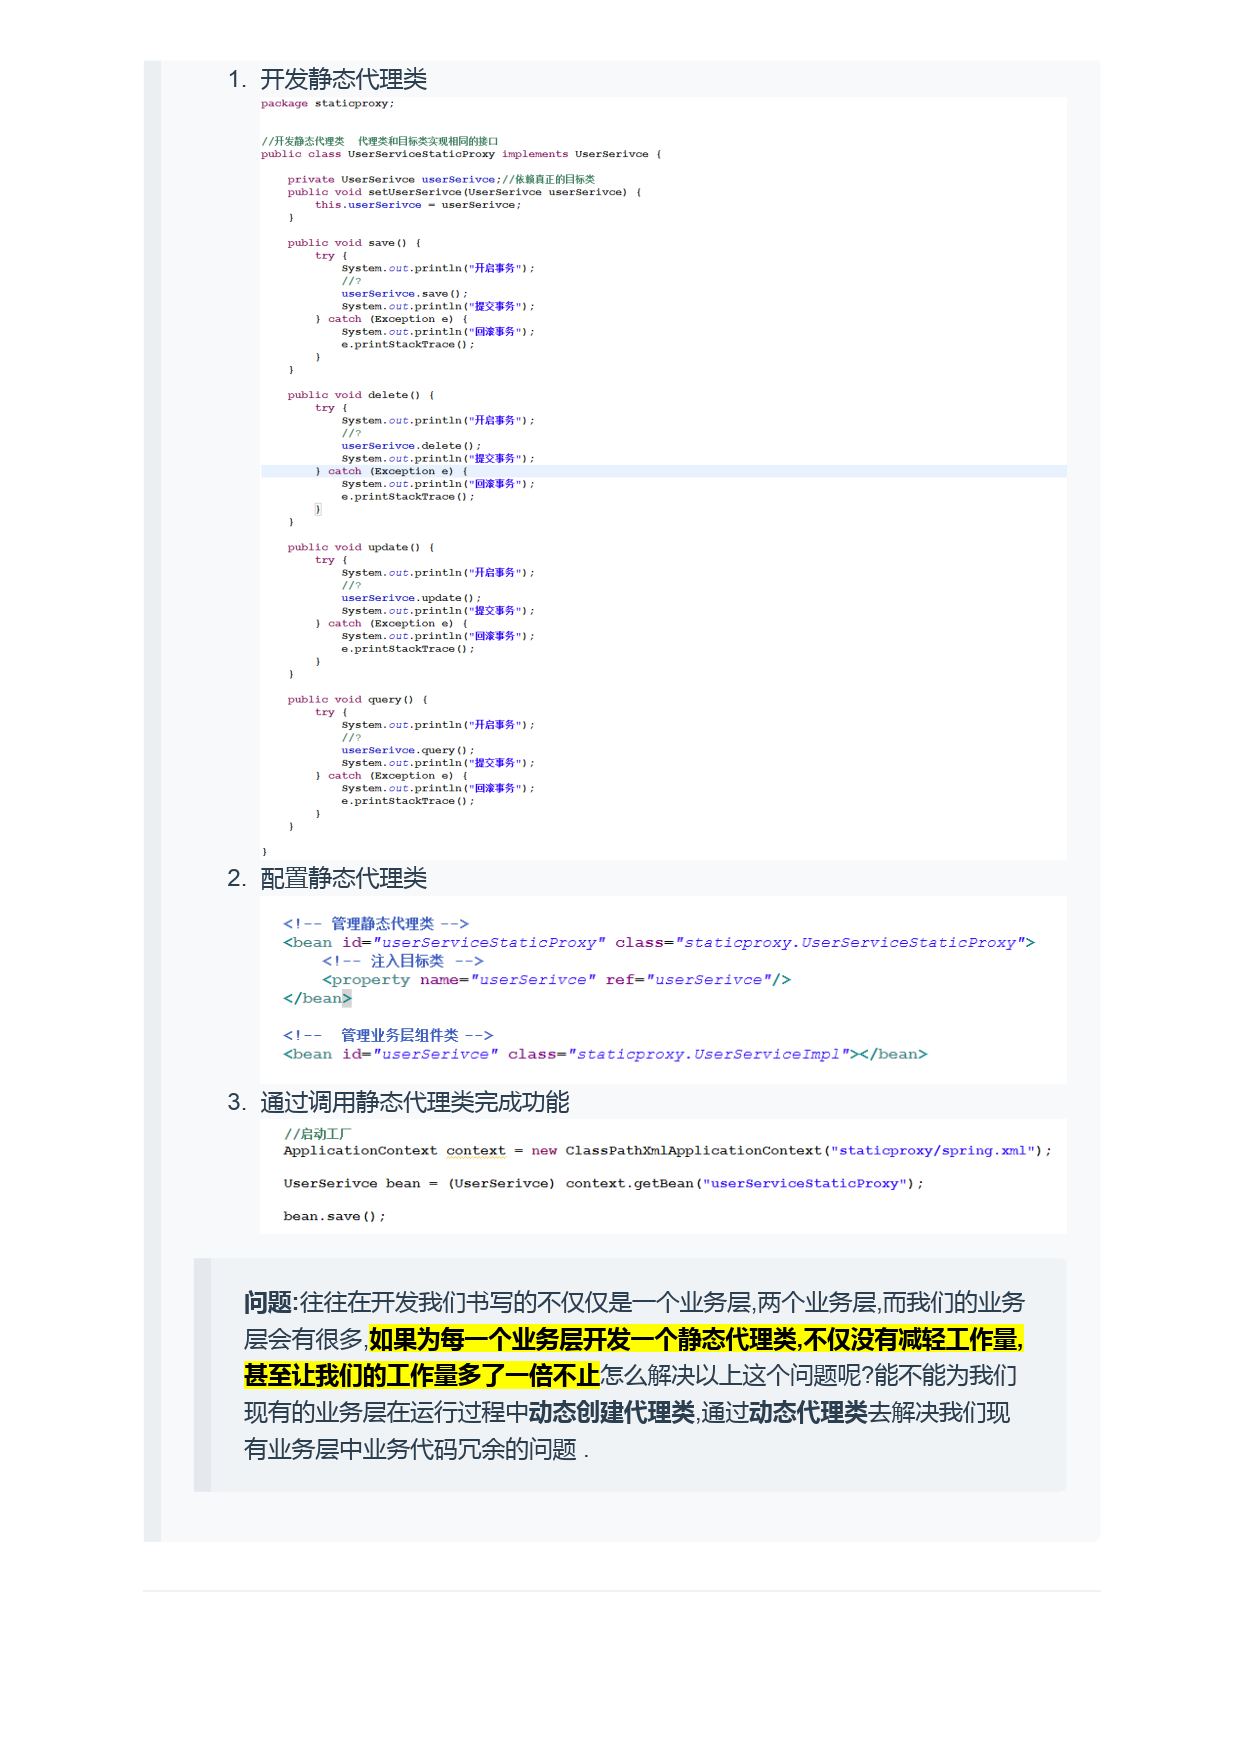 1. 开发静态代理类
package staticproxy;
//开发静态代理类  代理类和目标类实现相同的接口
public class UserServiceStaticProxy implements UserSerivce {
private UserSerivce userSerivce;//依赖真正的目标类
public void setUserSerivce(UserSerivce userSerivce) {
this.userSerivce = userSerivce;
}
public void save() {
try {
System.out.println("开启事务");
//?
userSerivce.save();
System.out.println("提交事务");
} catch (Exception e) {
System.out.println("回滚事务");
e.printStackTrace();
}
}
public void delete() {
try {
System.out.println("开启事务");
//?
userSerivce.delete();
System.out.println("提交事务");
} catch (Exception e) {
System.out.println("回滚事务");
e.printStackTrace();
}
}
public void update() {
try {
System.out.println("开启事务");
//?
userSerivce.update();
System.out.println("提交事务");
} catch (Exception e) {
System.out.println("回滚事务");
e.printStackTrace();
}
}
public void query() {
try {
System.out.println("开启事务");
//?
userSerivce.query();
System.out.println("提交事务");
} catch (Exception e) {
System.out.println("回滚事务");
e.printStackTrace();
}
}
}
2. 配置静态代理类
<!-- 管理静态代理类 -->
<bean id="userServiceStaticProxy" class="staticproxy.UserServiceStaticProxy">
<!-- 注入目标类 -->
<property name="userSerivce" ref="userSerivce"/>
</bean>
<!-- 管理业务层组件类 -->
<bean id="userSerivce" class="staticproxy.UserServiceImpl"></bean>
3. 通过调用静态代理类完成功能
//启动工厂
ApplicationContext context = new ClassPathXmlApplicationContext("staticproxy/spring.xml");
UserSerivce bean = (UserSerivce) context.getBean("userServiceStaticProxy");
bean.save();
问题:往往在开发我们书写的不仅仅是一个业务层,两个业务层,而我们的业务
层会有很多,如果为每一个业务层开发一个静态代理类,不仅没有减轻工作量,
甚至让我们的工作量多了一倍不止怎么解决以上这个问题呢?能不能为我们
现有的业务层在运行过程中动态创建代理类,通过动态代理类去解决我们现
有业务层中业务代码冗余的问题 .